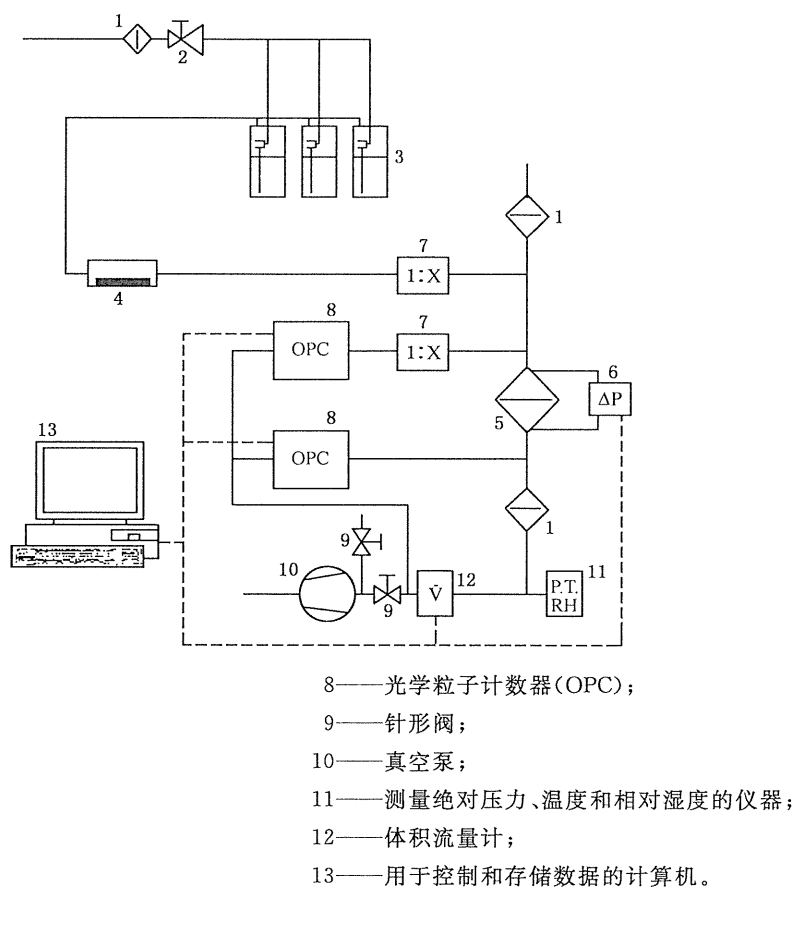 1
2
3
1
7
1:X
4
8
7
OPC
1:X
6
ΔP
5
8
13
OPC
1
9
10
12
11
V̇
P.T.
RH
9
8——光学粒子计数器(OPC);
9——针形阀;
10——真空泵;
11——测量绝对压力、温度和相对湿度的仪器;
12——体积流量计;
13——用于控制和存储数据的计算机。